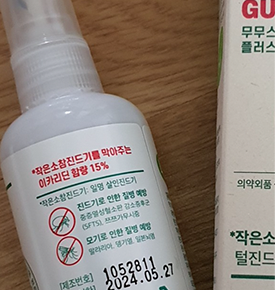 *작은소참진드기를 막아주는
이카리딘 함량 15%
*작은소참진드기: 일명 살인진드기
진드기로 인한 질병 예방
중증열성혈소판 감소증후군
(SFTS), 쯔쯔가무시증
모기로 인한 질병 예방
말라리아, 뎅기열, 일본뇌염
제조번호
1052811
2024.05.27
GU
무무스
플러스
의약외품
*작은소
털진드